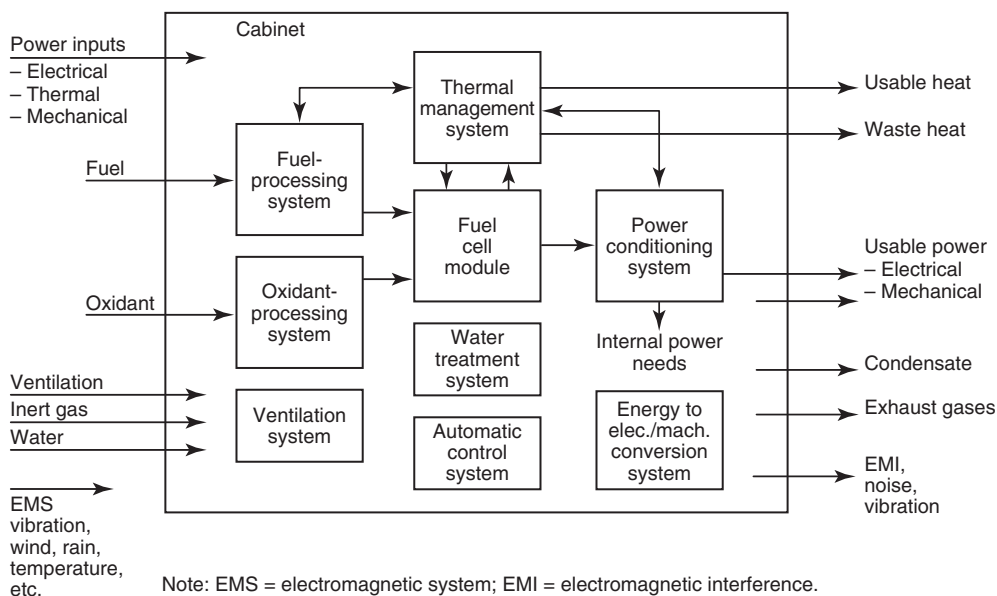 Cabinet
Power inputs
– Electrical
– Thermal
– Mechanical
Fuel
Oxidant
Ventilation
Inert gas
Water
EMS
vibration,
wind, rain,
temperature,
etc.
Fuel-
processing
system
Oxidant-
processing
system
Ventilation
system
Thermal
management
system
Fuel
cell
module
Water
treatment
system
Automatic
control
system
Power
conditioning
system
Internal power
needs
Energy to
elec./mach.
conversion
system
Usable heat
Waste heat
Usable power
– Electrical
– Mechanical
Condensate
Exhaust gases
EMI,
noise,
vibration
Note: EMS = electromagnetic system; EMI = electromagnetic interference.